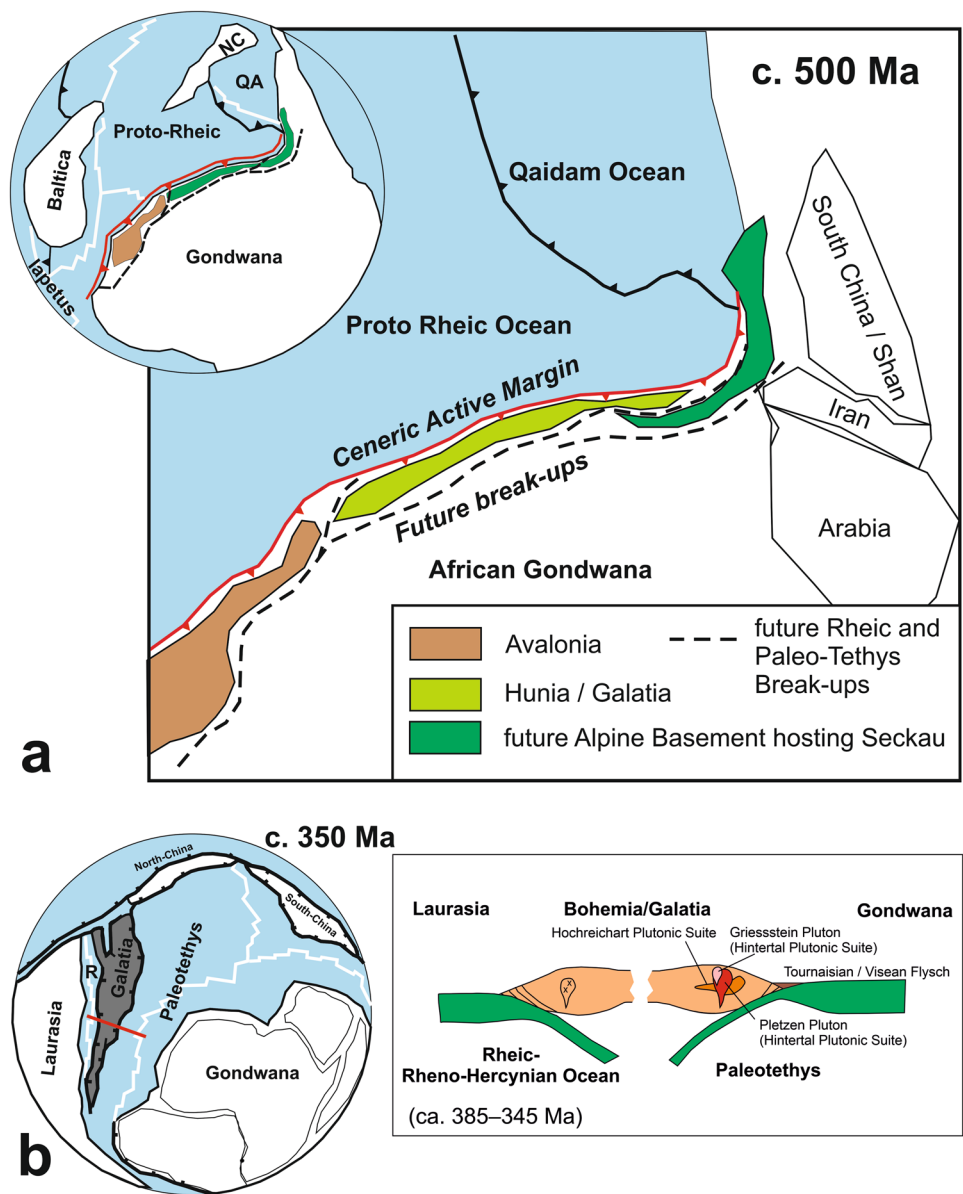 c. 500 Ma
NC
QA
Proto-Rheic
Baltica
Iapetus
Gondwana
Qaidam Ocean
Proto Rheic Ocean
Ceneric Active Margin
Future break-ups
African Gondwana
South China / Shan
Iran
Arabia
Avalonia
Hunia / Galatia
future Alpine Basement hosting Seckau
future Rheic and
Paleo-Tethys
Break-ups
a
c. 350 Ma
North-China
South-China
R
Galatia
Paleotethys
Laurasia
Gondwana
b
Laurasia
Bohemia/Galatia
Gondwana
Hochreichart Plutonic Suite
Griessstein Pluton
(Hintertal Plutonic Suite)
Tournaisian / Visean Flysch
x
x
x
Pletzen Pluton
(Hintertal Plutonic Suite)
Rheic-
Rheno-Hercynian Ocean
Paleotethys
(ca. 385–345 Ma)